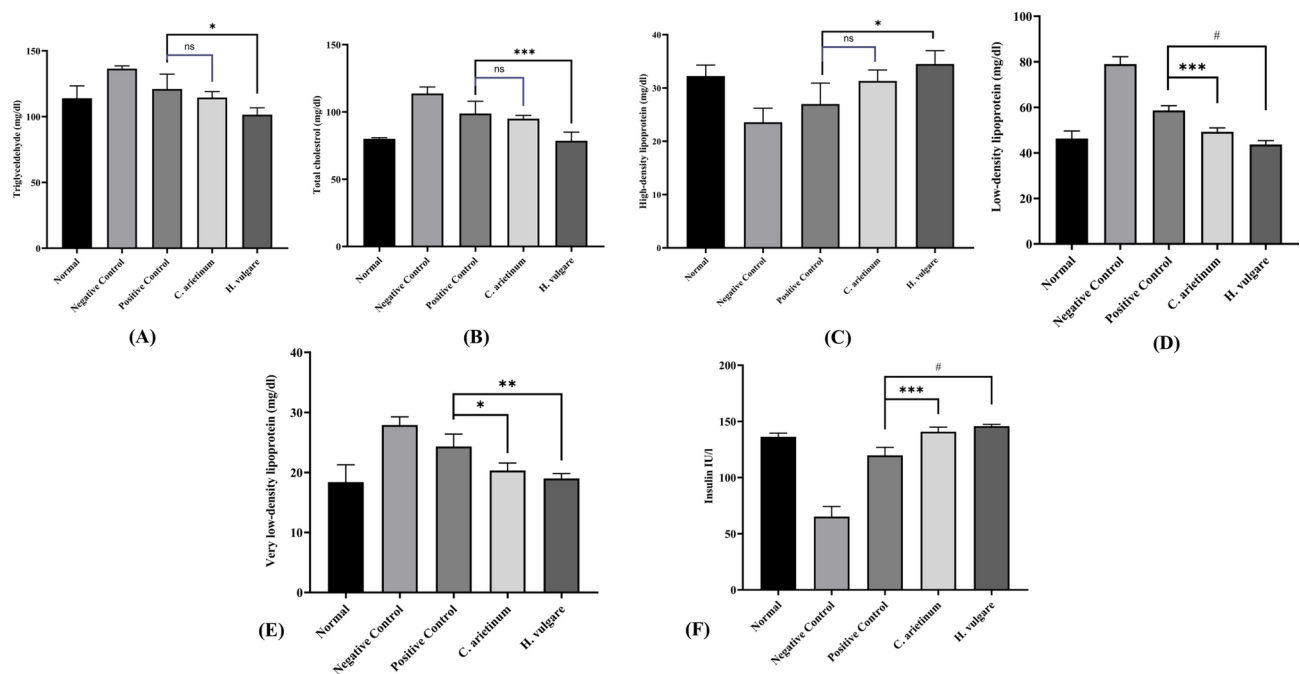 Triglyceldehyde (mg/dl)
150
100
50
0
*
ns
Normal
Negative Control
Positive Control
C. arietinum
H. vulgare
(A)
Total cholestrol (mg/dl)
150
100
50
0
***
ns
Normal
Negative Control
Positive Control
C. arietinum
H. vulgare
(B)
High-density lipoprotein (mg/dl)
40
30
20
10
0
*
ns
Normal
Negative Control
Positive Control
C. arietinum
H. vulgare
(C)
Low-density lipoprotein (mg/dl)
100
80
60
40
20
0
#
***
Normal
Negative Control
Positive Control
C. arietinum
H. vulgare
(D)
Very low-density lipoprotein (mg/dl)
40
30
20
10
0
**
*
Normal
Negative Control
Positive Control
C. arietinum
H. vulgare
(E)
Insulin IU/l
200
150
100
50
0
#
***
Normal
Negative Control
Positive Control
C. arietinum
H. vulgare
(F)